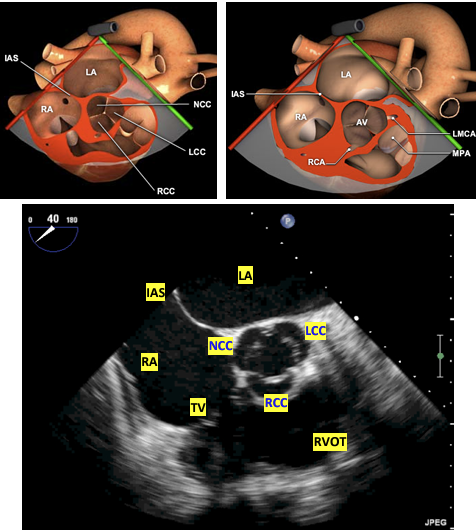 IAS
LA
RA
NCC
LCC
RCC
IAS
LA
RA
AV
LMCA
RCA
MPA
0 40 180
P
LA
IAS
NCC
LCC
RA
TV
RCC
RVOT
JPEG